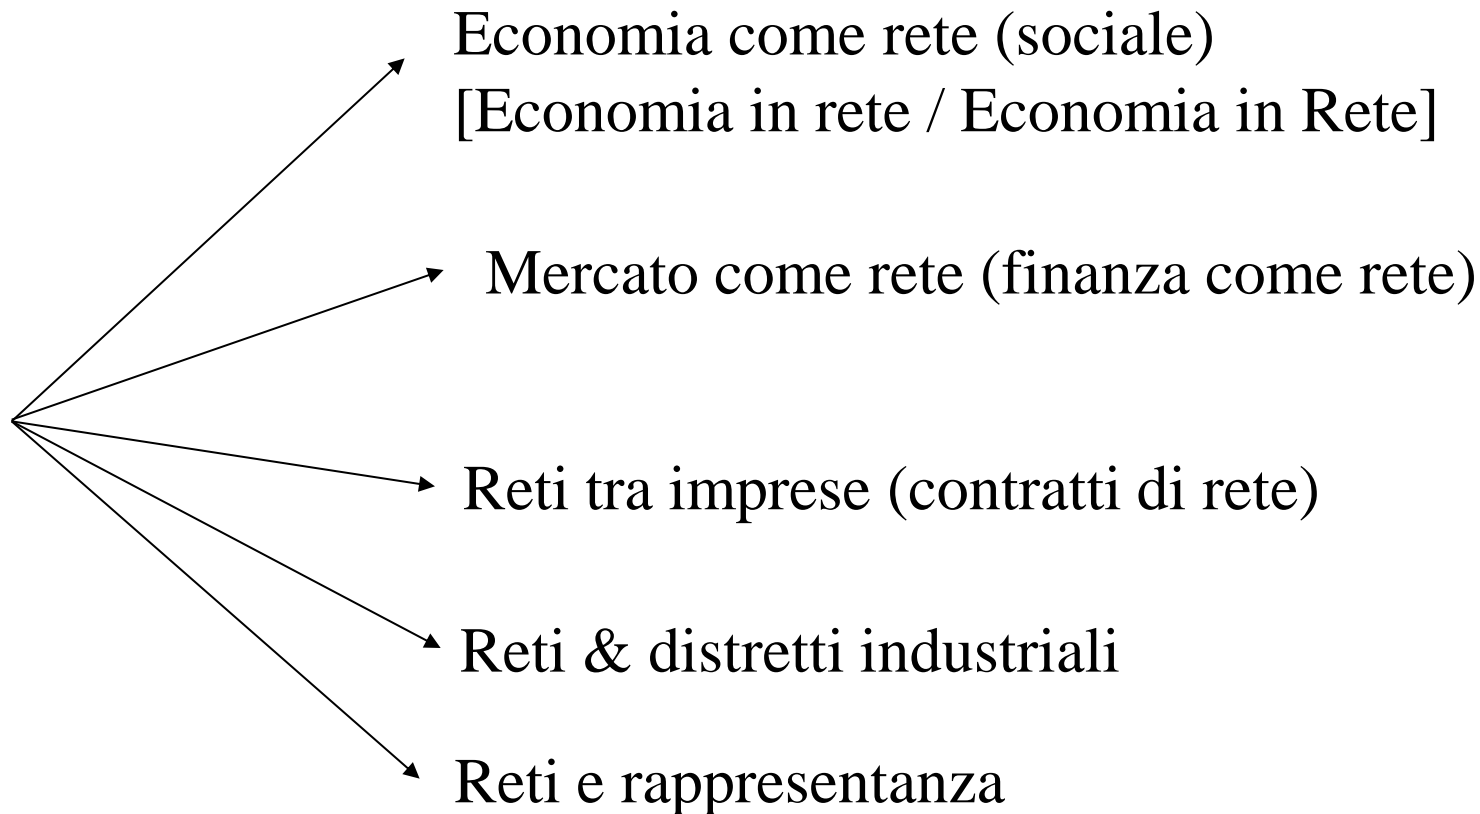 Economia come rete (sociale)
[Economia in rete / Economia in Rete]
Mercato come rete (finanza come rete)
Reti tra imprese (contratti di rete)
Reti & distretti industriali
Reti e rappresentanza